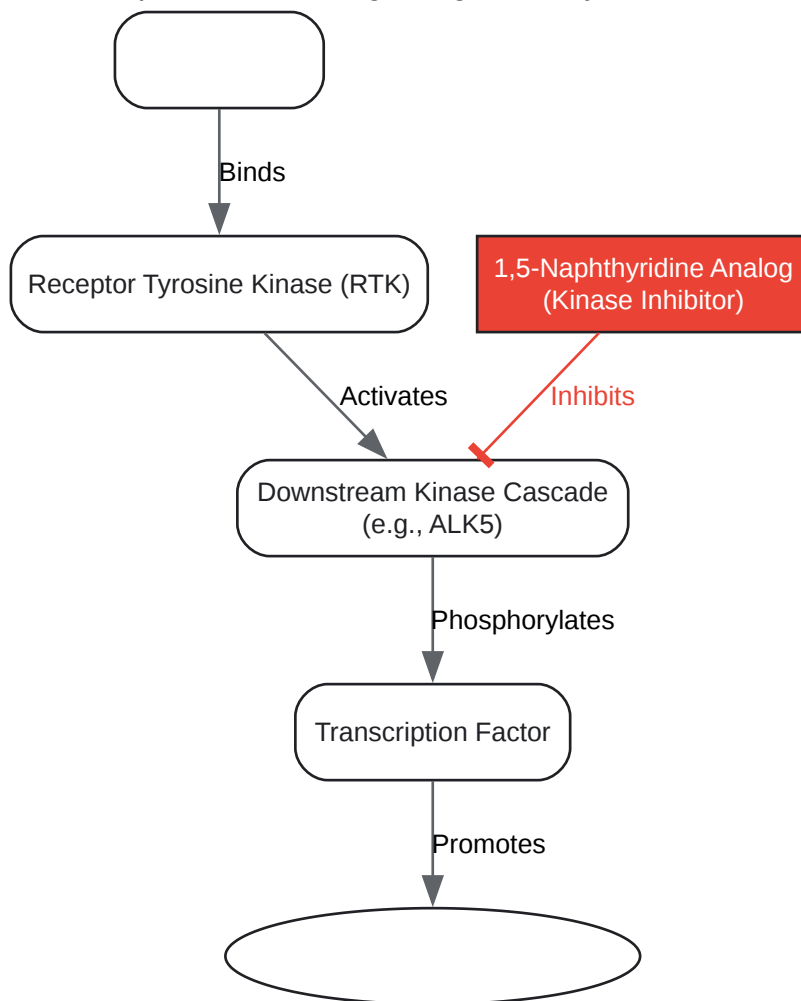 Binds
Receptor Tyrosine Kinase (RTK)
1,5-Naphthyridine Analog
(Kinase Inhibitor)
Activates
Inhibits
Downstream Kinase Cascade
(e.g., ALK5)
Phosphorylates
Transcription Factor
Promotes